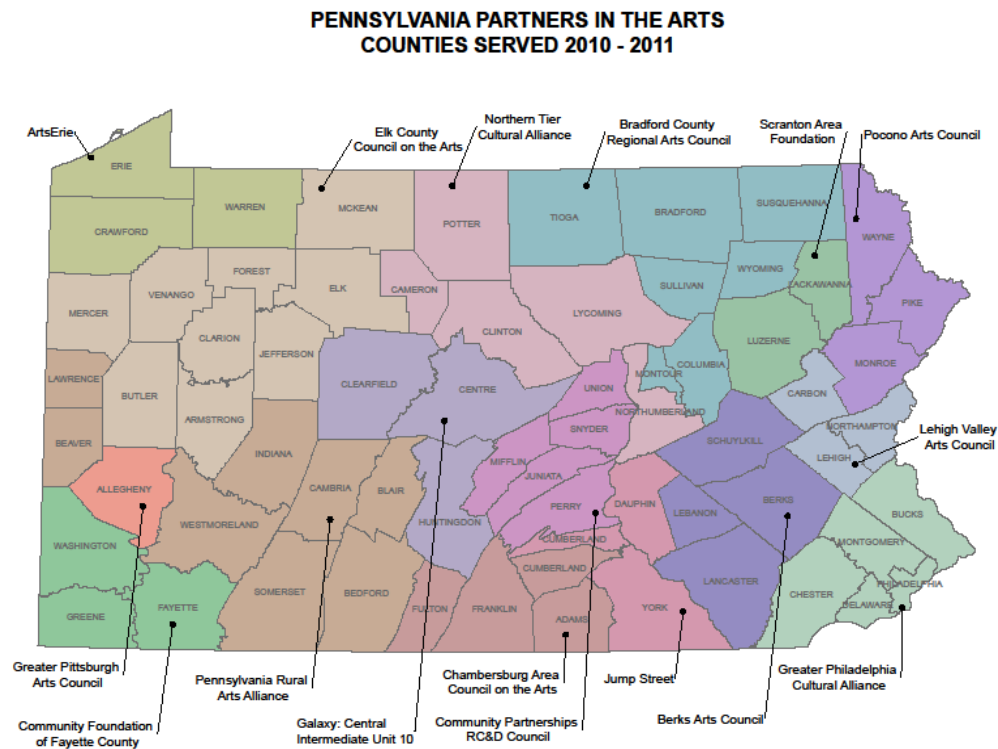 PENNSYLVANIA PARTNERS IN THE ARTS
COUNTIES SERVED 2010 - 2011
ArtsErie
Elk County
Council on the Arts
Northern Tier
Cultural Alliance
Bradford County
Regional Arts Council
Scranton Area
Foundation
Pocono Arts Council
ERIE
CRAWFORD
WARREN
MCKEAN
POTTER
TIOGA
BRADFORD
SUSQUEHANNA
WAYNE
MERCER
VENANGO
FOREST
ELK
CAMERON
CLINTON
LYCOMING
SULLIVAN
WYOMING
LACKAWANNA
PIKE
LAWRENCE
BUTLER
CLARION
JEFFERSON
CLEARFIELD
CENTRE
UNION
MONTOUR
COLUMBIA
LUZERNE
MONROE
CARBON
BEAVER
ARMSTRONG
INDIANA
SNYDER
NORTHUMBERLAND
SCHUYLKILL
NORTHAMPTON
LEHIGH
Lehigh Valley
Arts Council
ALLEGHENY
WESTMORELAND
CAMBRIA
BLAIR
HUNTINGDON
MIFFLIN
JUNIATA
PERRY
DAUPHIN
LEBANON
BERKS
BUCKS
MONTGOMERY
WASHINGTON
CUMBERLAND
CUMBERLAND
PHILADELPHIA
GREENE
FAYETTE
SOMERSET
BEDFORD
FULTON
FRANKLIN
ADAMS
YORK
LANCASTER
CHESTER
DELAWARE
Greater Pittsburgh
Arts Council
Pennsylvania Rural
Arts Alliance
Chambersburg Area
Council on the Arts
Jump Street
Greater Philadelphia
Cultural Alliance
Community Foundation
of Fayette County
Galaxy: Central
Intermediate Unit 10
Community Partnerships
RC&D Council
Berks Arts Council